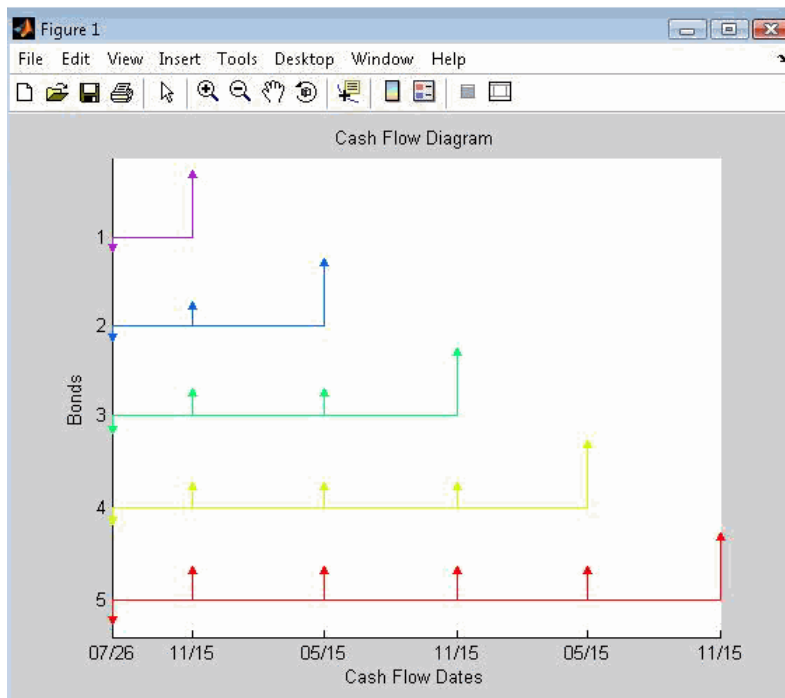 Figure 1
File Edit View Insert Tools Desktop Window Help
Cash Flow Diagram
1
2
3
4
5
Bonds
07/26 11/15 05/15 11/15 05/15 11/15
Cash Flow Dates